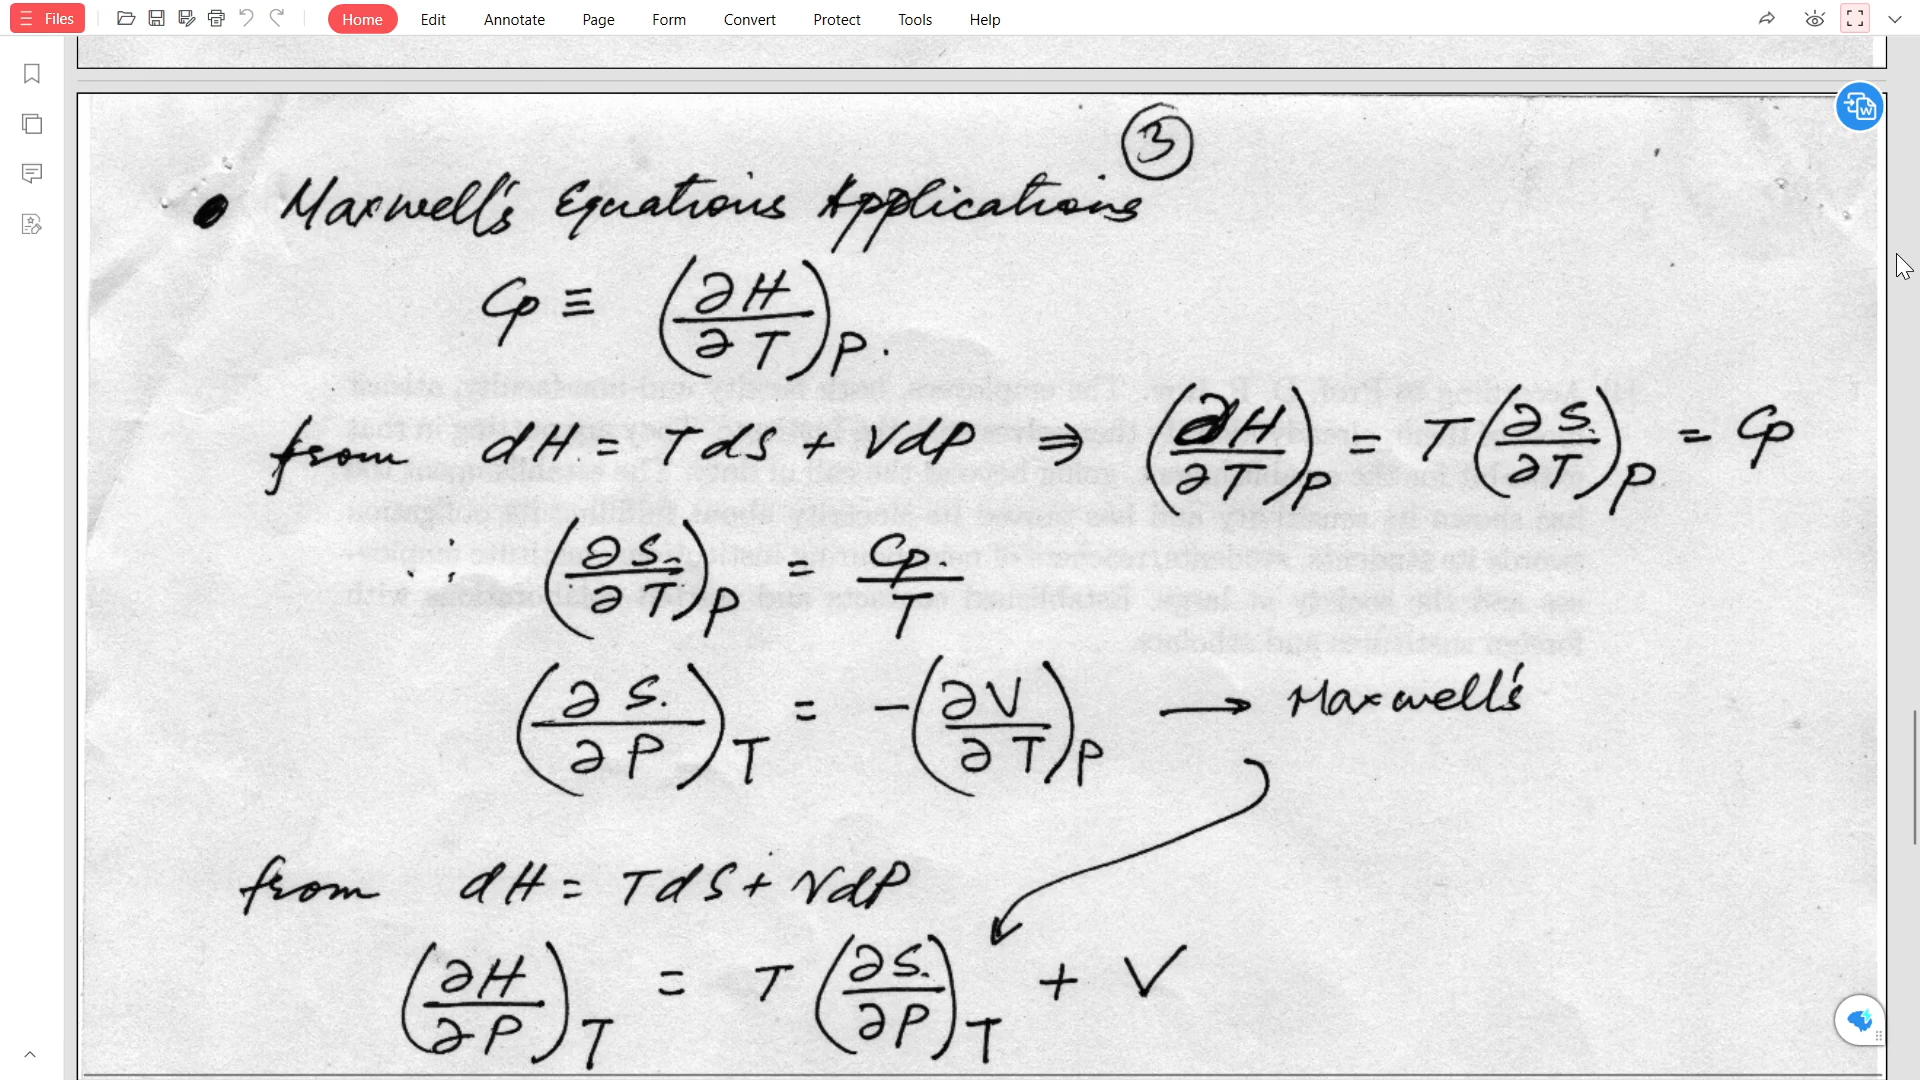 Files Home Edit Annotate Page Form Convert Protect Tools Help
③
• Maxwell's Equations Applications
Cp ≡ (∂H/∂T)P.
from dH = TdS + VdP ⇒ (∂H/∂T)P = T(∂S/∂T)P = Cp
∴ (∂S/∂T)P = Cp/T
(∂S/∂P)T = -(∂V/∂T)P → Maxwell's
from dH = TdS + VdP
(∂H/∂P)T = T(∂S/∂P)T + V